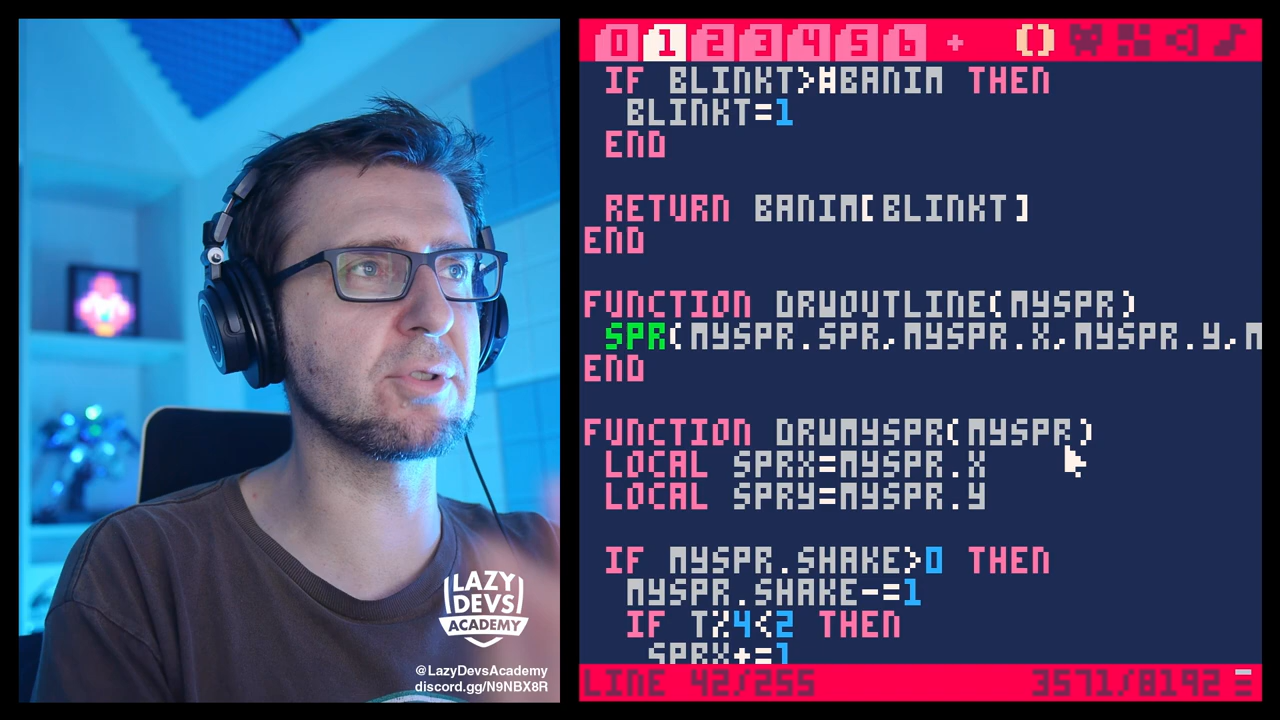 LAZY
DEVS
ACADEMY
@LazyDevsAcademy
discord.gg/N9NBX8R
0 1 2 3 4 5 6 + ()
IF BLINKT>#BANIM THEN
BLINKT=1
END
RETURN BANIM[BLINKT]
END
FUNCTION DRWOUTLINE(MYSPR)
SPR(MYSPR.SPR,MYSPR.X,MYSPR.Y,M
END
FUNCTION DRWMYSPR(MYSPR)
LOCAL SPRX=MYSPR.X
LOCAL SPRY=MYSPR.Y
IF MYSPR.SHAKE>0 THEN
MYSPR.SHAKE-=1
IF T%4<2 THEN
SPRX+=1
LINE 42/255 3571/8192